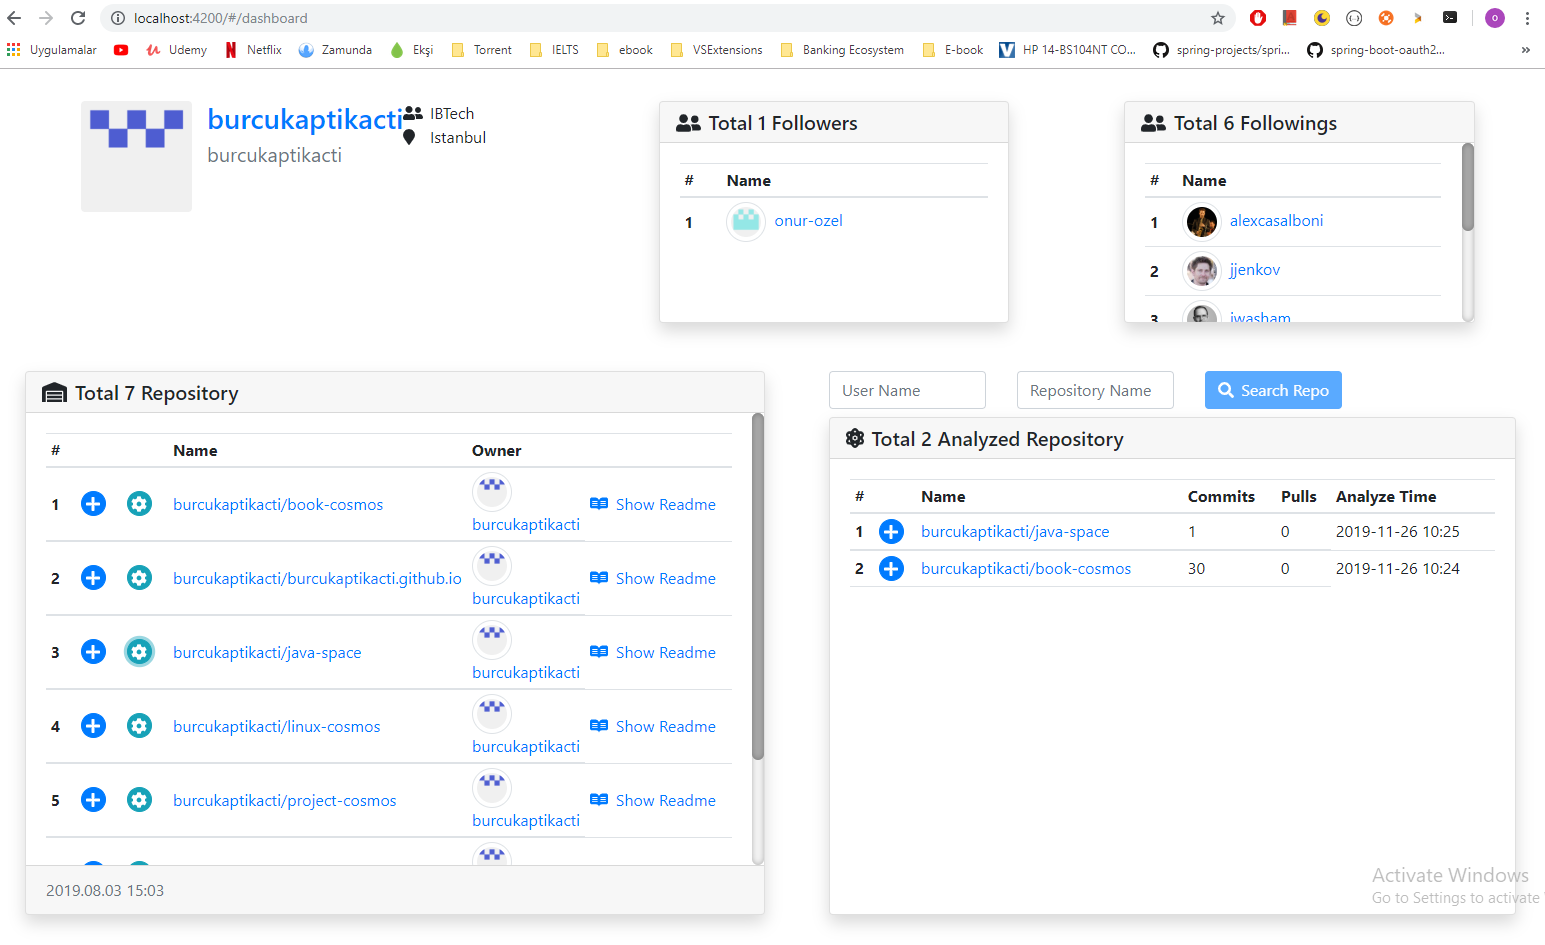 localhost:4200/#/dashboard
Uygulamalar Udemy Netflix Zamunda Ekşi Torrent IELTS ebook VSExtensions Banking Ecosystem E-book HP 14-BS104NT CO... spring-projects/spri... spring-boot-oauth2... »
burcukaptikacti
burcukaptikacti
IBTech
Istanbul
Total 1 Followers
# Name
1 onur-ozel
Total 6 Followings
# Name
1 alexcasalboni
2 jjenkov
3 jwasham
Total 7 Repository
# Name Owner
1 burcukaptikacti/book-cosmos burcukaptikacti Show Readme
2 burcukaptikacti/burcukaptikacti.github.io burcukaptikacti Show Readme
3 burcukaptikacti/java-space burcukaptikacti Show Readme
4 burcukaptikacti/linux-cosmos burcukaptikacti Show Readme
5 burcukaptikacti/project-cosmos burcukaptikacti Show Readme
2019.08.03 15:03
User Name Repository Name Search Repo
Total 2 Analyzed Repository
# Name Commits Pulls Analyze Time
1 burcukaptikacti/java-space 1 0 2019-11-26 10:25
2 burcukaptikacti/book-cosmos 30 0 2019-11-26 10:24
Activate Windows
Go to Settings to activate